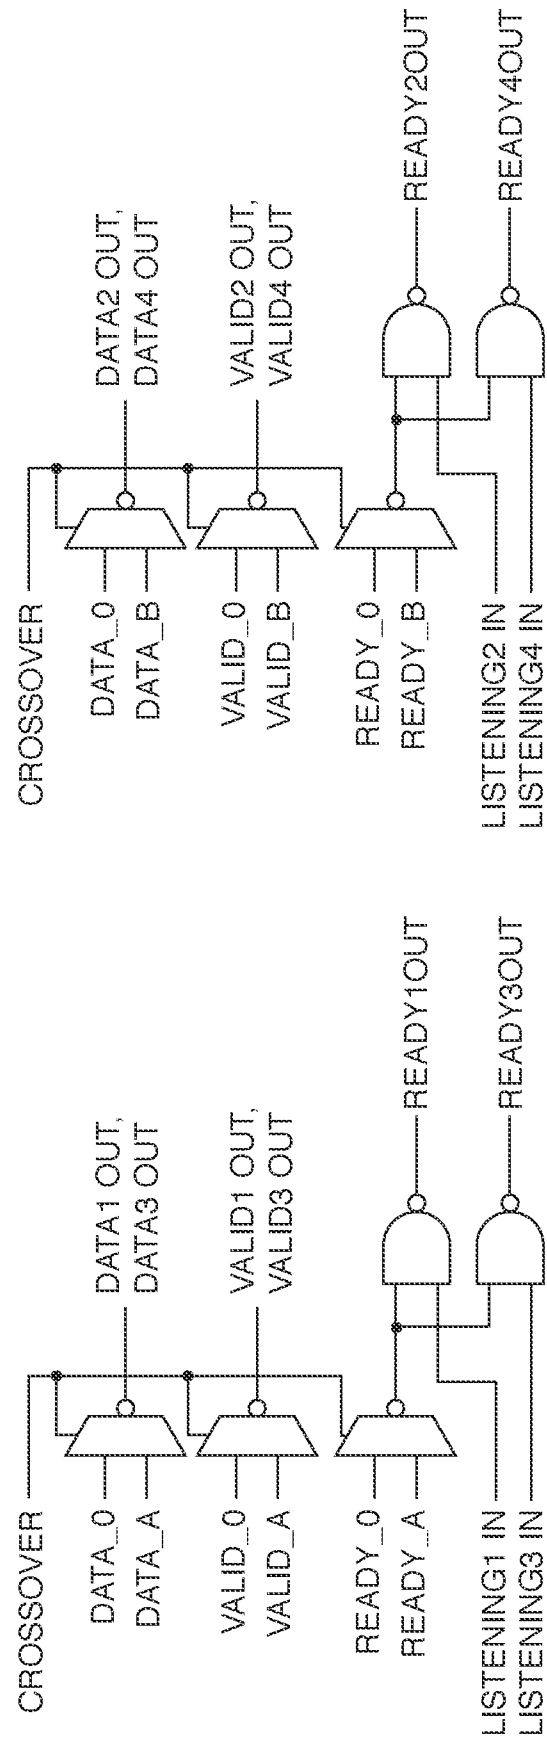 CROSSOVER
DATA_0
DATA_A
VALID_0
VALID_A
READY_0
READY_A
LISTENING1 IN
LISTENING3 IN
DATA1 OUT,
DATA3 OUT
VALID1 OUT,
VALID3 OUT
READY1OUT
READY3OUT
CROSSOVER
DATA_0
DATA_B
VALID_0
VALID_B
READY_0
READY_B
LISTENING2 IN
LISTENING4 IN
DATA2 OUT,
DATA4 OUT
VALID2 OUT,
VALID4 OUT
READY2OUT
READY4OUT